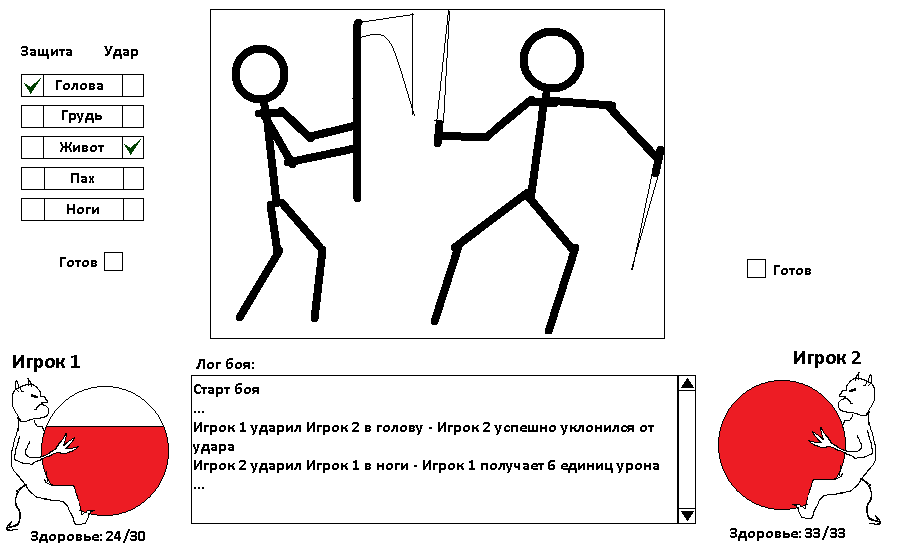 Защита Удар
Голова
Грудь
Живот
Пах
Ноги
Готов
Готов
Игрок 1
Здоровье: 24/30
Лог боя:
Старт боя
...
Игрок 1 ударил Игрок 2 в голову - Игрок 2 успешно уклонился от
удара
Игрок 2 ударил Игрок 1 в ноги - Игрок 1 получает 6 единиц урона
...
Игрок 2
Здоровье: 33/33